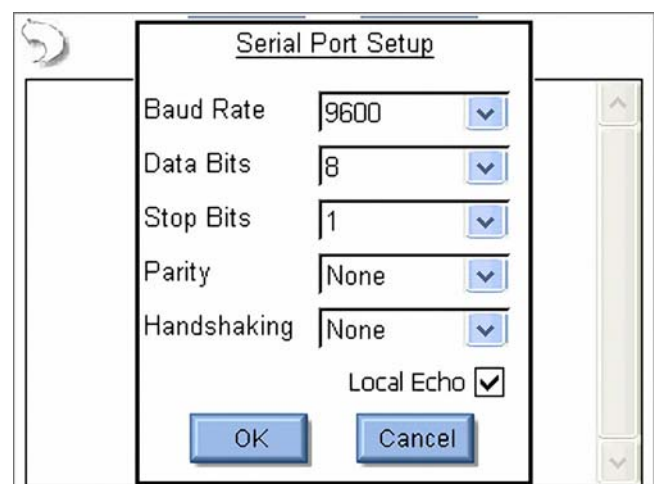 Serial Port Setup
Baud Rate 9600
Data Bits 8
Stop Bits 1
Parity None
Handshaking None
Local Echo
OK Cancel